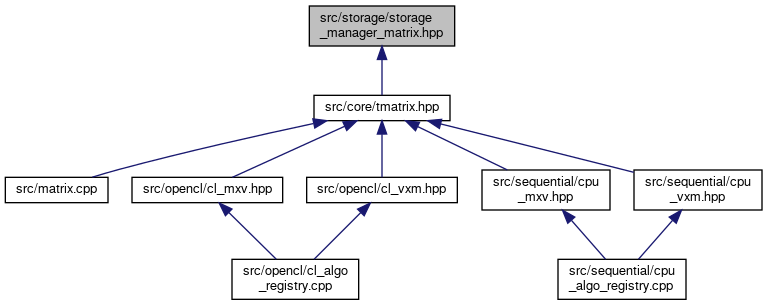 src/storage/storage
_manager_matrix.hpp
src/core/tmatrix.hpp
src/matrix.cpp
src/opencl/cl_mxv.hpp
src/opencl/cl_vxm.hpp
src/sequential/cpu
_mxv.hpp
src/sequential/cpu
_vxm.hpp
src/opencl/cl_algo
_registry.cpp
src/sequential/cpu
_algo_registry.cpp